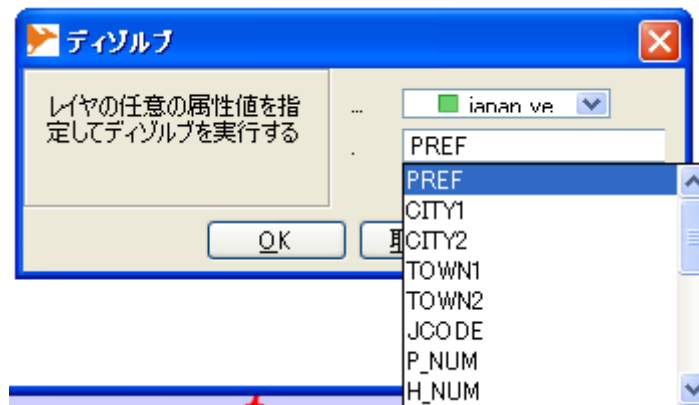 ディゾルブ
レイヤの任意の属性値を指
定してディゾルブを実行する
...
japan_ve
.
PREF
PREF
CITY1
CITY2
TOWN1
TOWN2
JCODE
P_NUM
H_NUM
OK